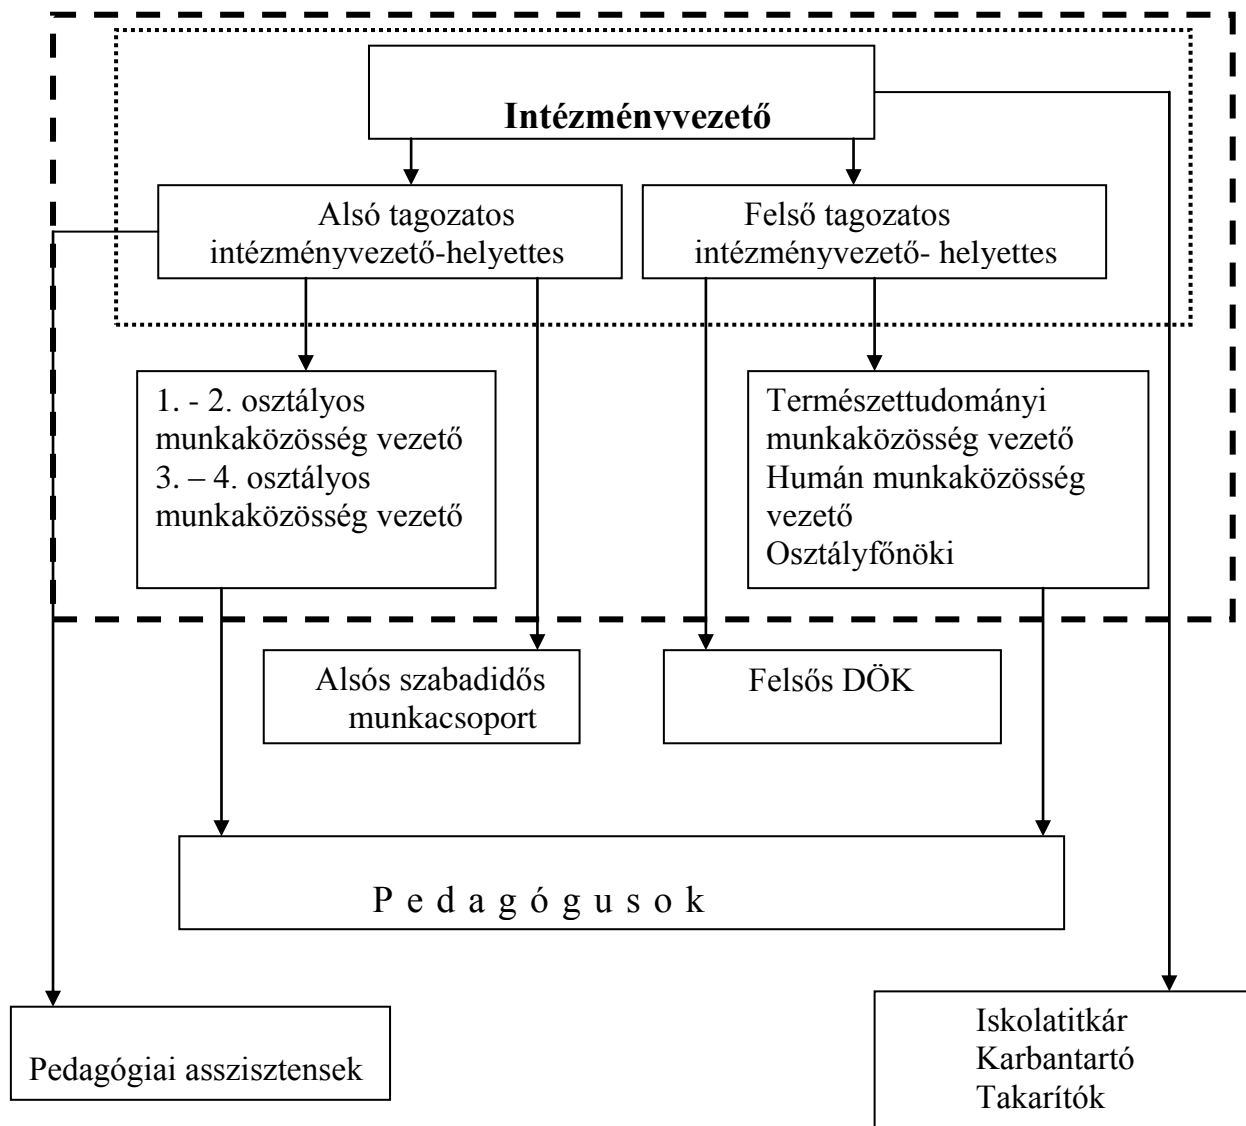 Intézményvezető
Alsó tagozatos
intézményvezető-helyettes
Felső tagozatos
intézményvezető- helyettes
1. - 2. osztályos
munkaközösség vezető
3. – 4. osztályos
munkaközösség vezető
Természettudományi
munkaközösség vezető
Humán munkaközösség
vezető
Osztályfőnöki
Alsós szabadidős
munkacsoport
Felsős DÖK
P e d a g ó g u s o k
Pedagógiai asszisztensek
Iskolatitkár
Karbantartó
Takarítók